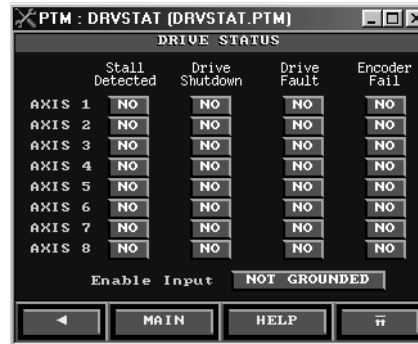 PTM : DRVSTAT (DRVSTAT.PTM)
DRIVE STATUS
Stall Detected Drive Shutdown Drive Fault Encoder Fail
AXIS 1 NO NO NO NO
AXIS 2 NO NO NO NO
AXIS 3 NO NO NO NO
AXIS 4 NO NO NO NO
AXIS 5 NO NO NO NO
AXIS 6 NO NO NO NO
AXIS 7 NO NO NO NO
AXIS 8 NO NO NO NO
Enable Input NOT GROUNDED
MAIN HELP